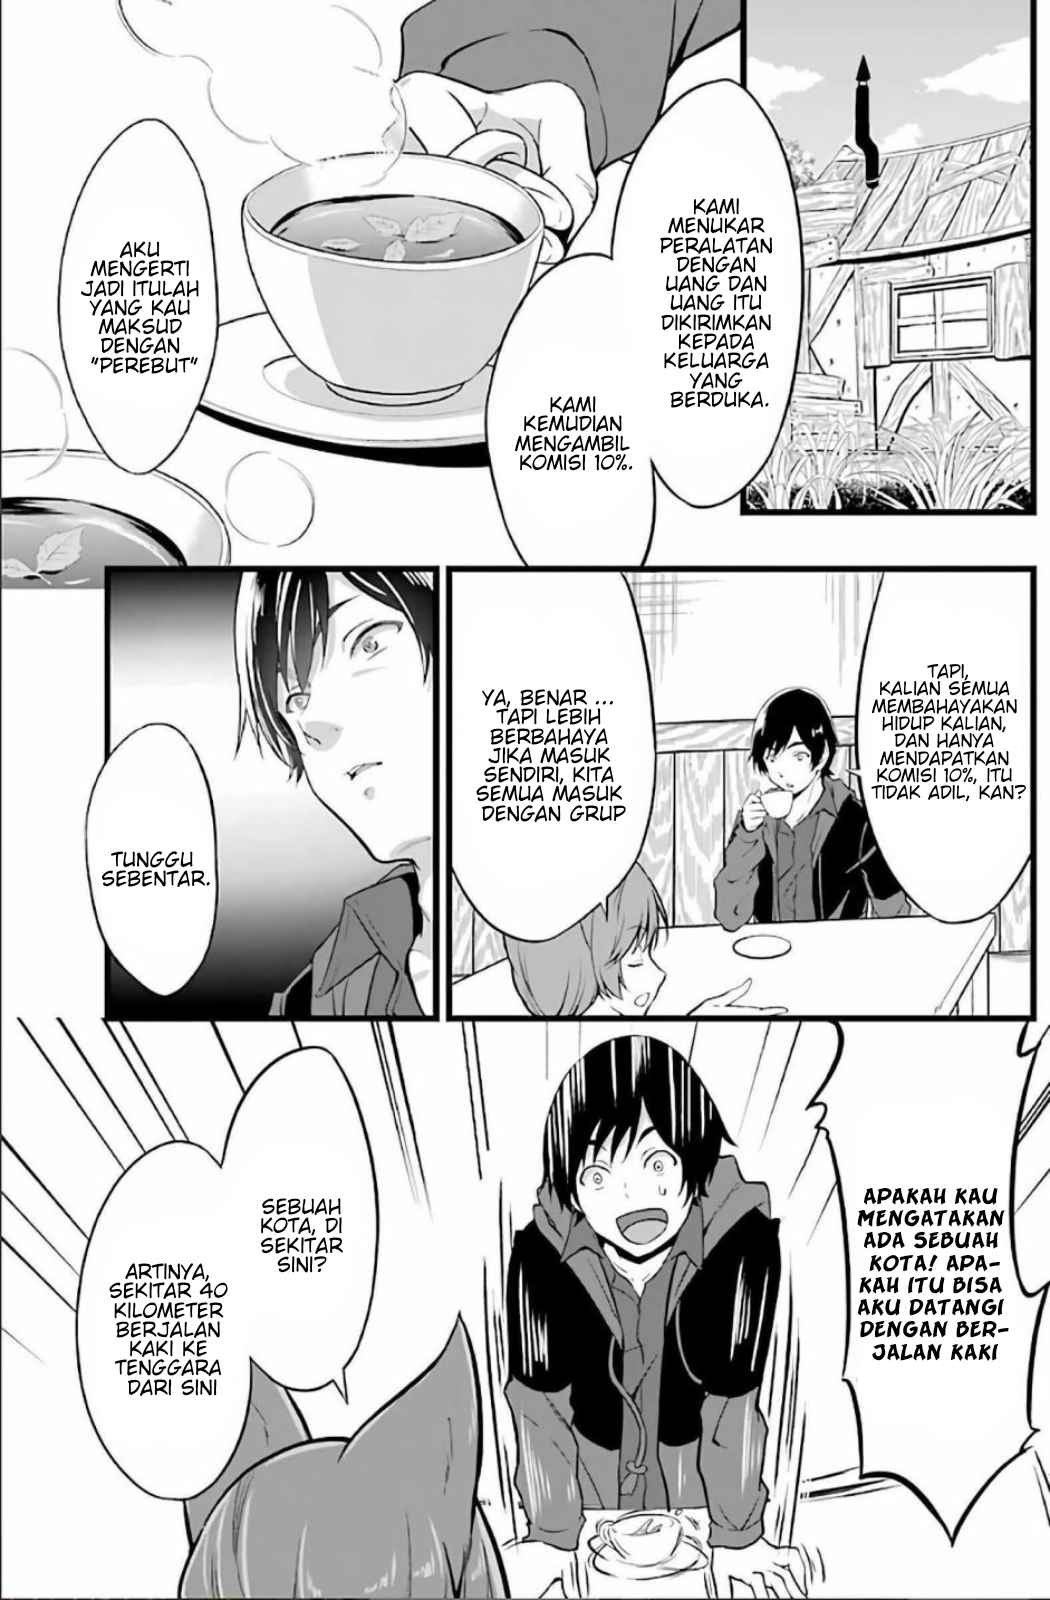 KAMI
MENUKAR
PERALATAN
DENGAN
UANG DAN
UANG ITU
DIKIRIMKAN
KEPADA
KELUARGA
YANG
BERDUKA.
KAMI
KEMUDIAN
MENGAMBIL
KOMISI 10%.
AKU
MENGERTI
JADI ITULAH
YANG KAU
MAKSUD
DENGAN
"PEREBUT"
TAPI,
KALIAN SEMUA
MEMBAHAYAKAN
HIDUP KALIAN,
DAN HANYA
MENDAPATKAN
KOMISI 10%, ITU
TIDAK ADIL, KAN?
YA, BENAR ...
TAPI LEBIH
BERBAHAYA
JIKA MASUK
SENDIRI, KITA
SEMUA MASUK
DENGAN GRUP
TUNGGU
SEBENTAR.
APAKAH KAU
MENGATAKAN
ADA SEBUAH
KOTA! APA-
KAH ITU BISA
AKU DATANGI
DENGAN BER-
JALAN KAKI
SEBUAH
KOTA, DI
SEKITAR
SINI?
ARTINYA,
SEKITAR 40
KILOMETER
BERJALAN
KAKI KE
TENGGARA
DARI SINI